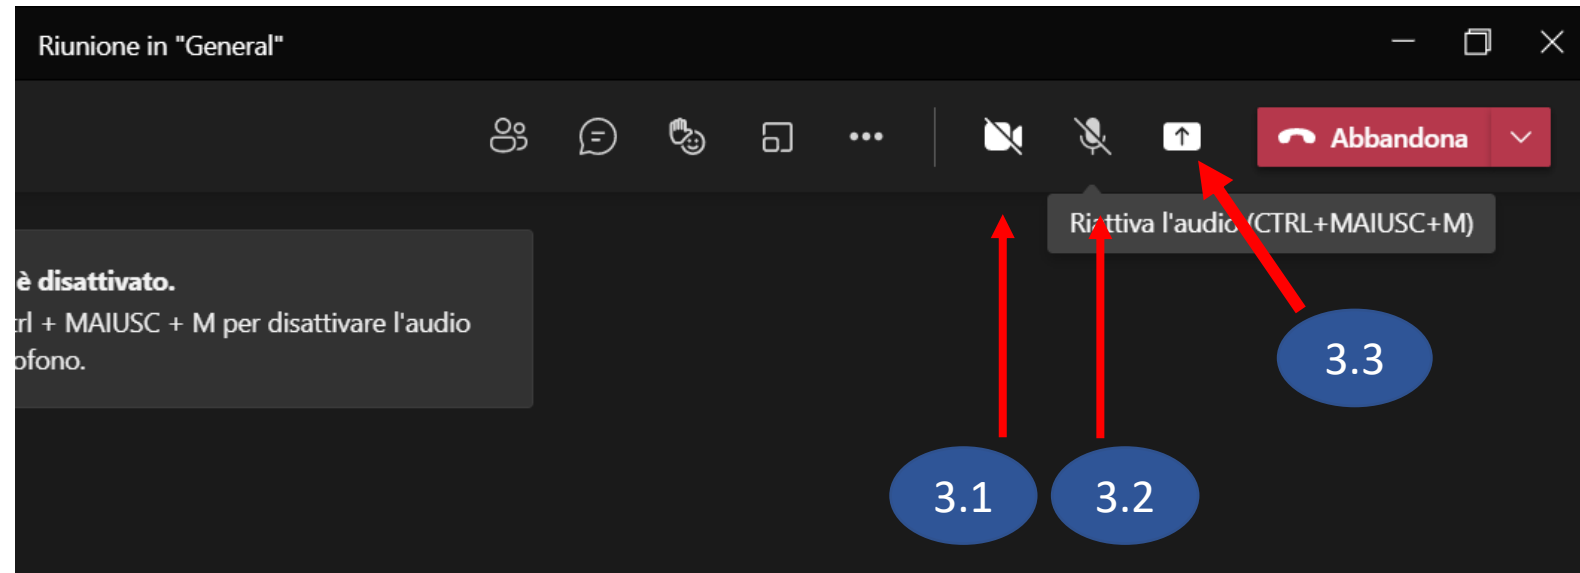 Riunione in "General"
Abbandona
Riattiva l'audio (CTRL+MAIUSC+M)
è disattivato.
trl + MAIUSC + M per disattivare l'audio
ofono.
3.3
3.1
3.2